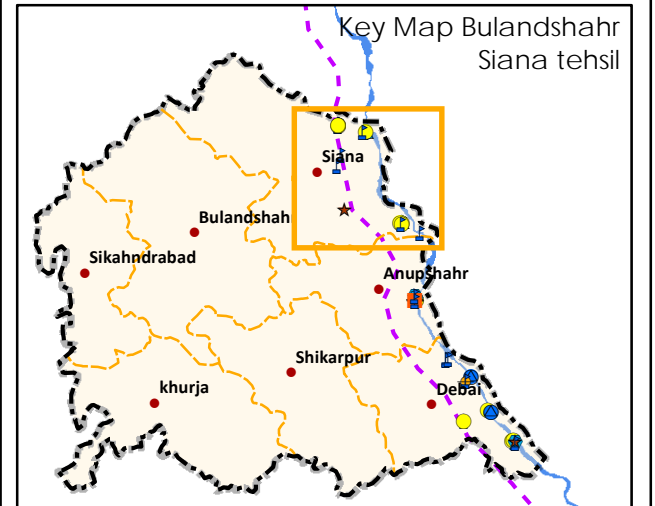 Key Map Bulandshahr
Siana tehsil
Siana
Bulandshah
Sikahndrabad
Anupshahr
Shikarpur
khurja
Debai